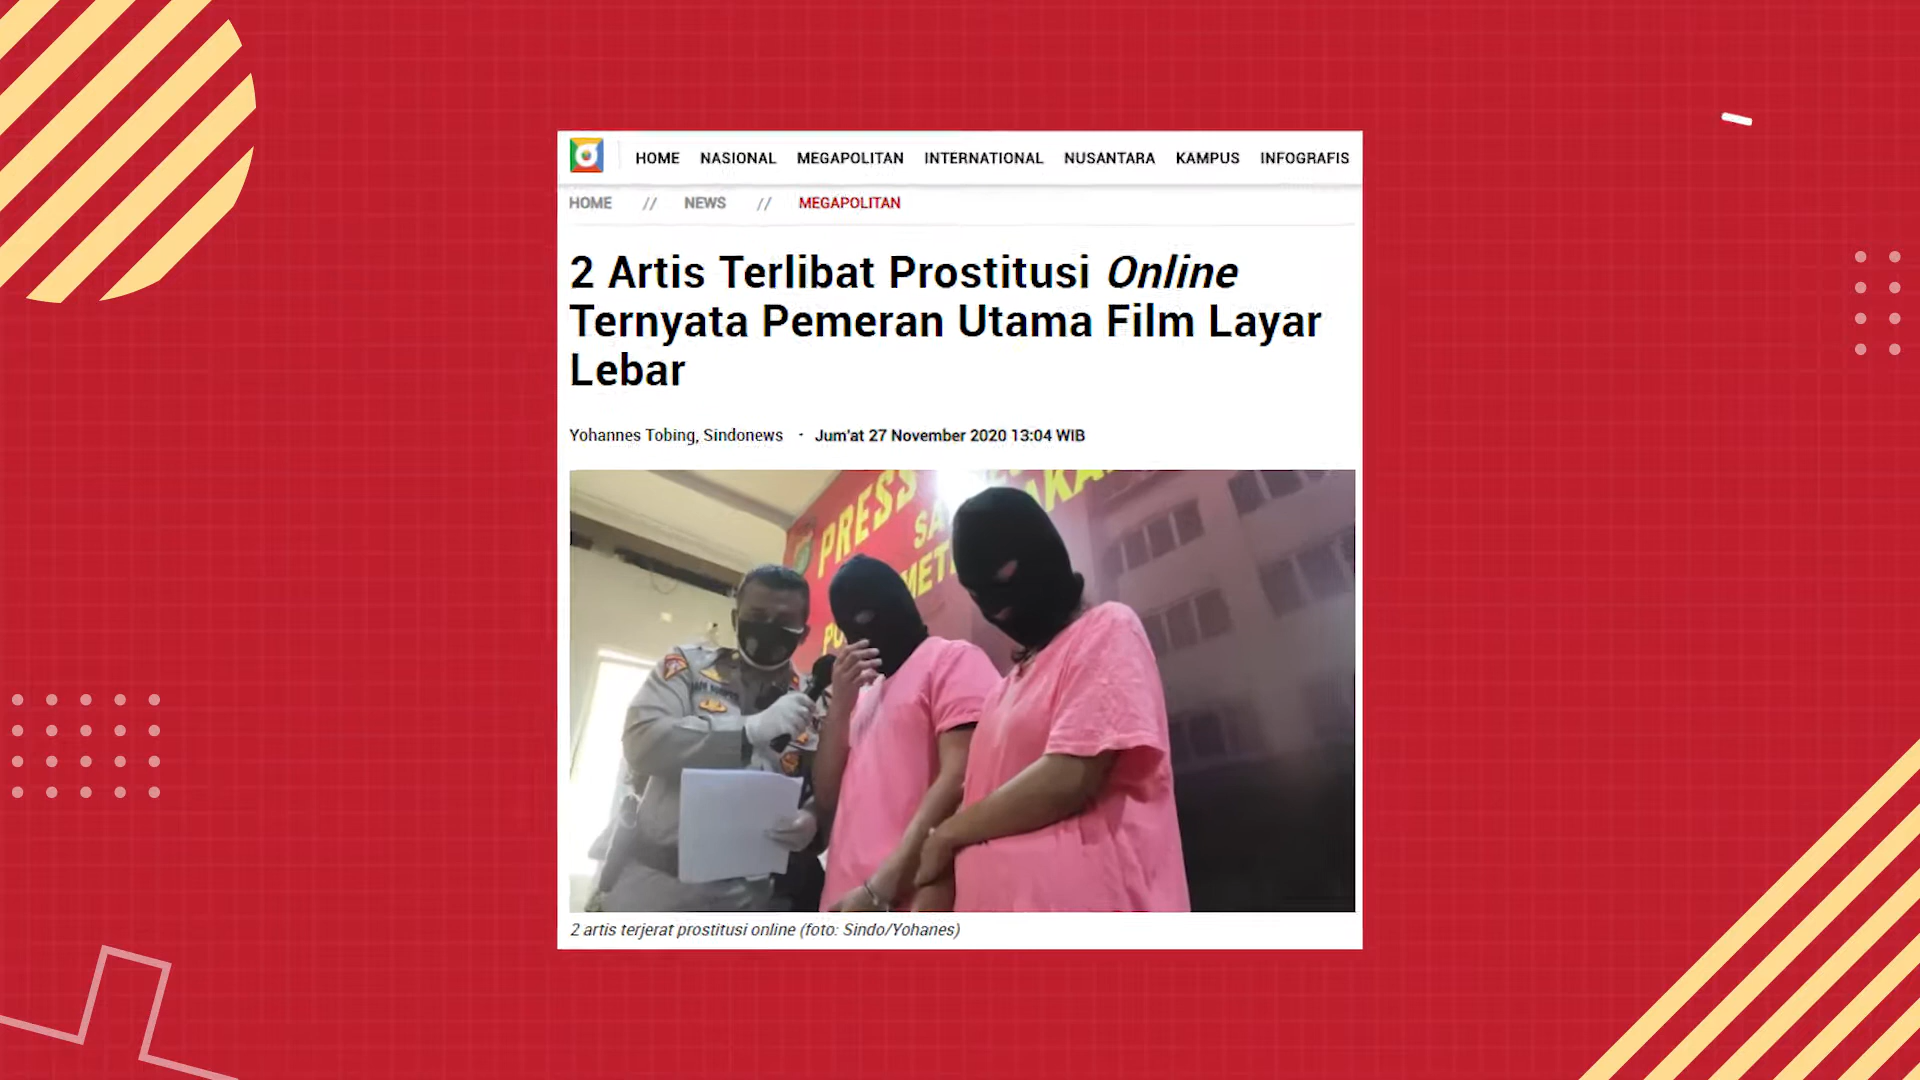 HOME NASIONAL MEGAPOLITAN INTERNATIONAL NUSANTARA KAMPUS INFOGRAFIS
HOME // NEWS // MEGAPOLITAN
2 Artis Terlibat Prostitusi Online
Ternyata Pemeran Utama Film Layar
Lebar
Yohannes Tobing, Sindonews - Jum'at 27 November 2020 13:04 WIB
PRESS
2 artis terjerat prostitusi online (foto: Sindo/Yohanes)